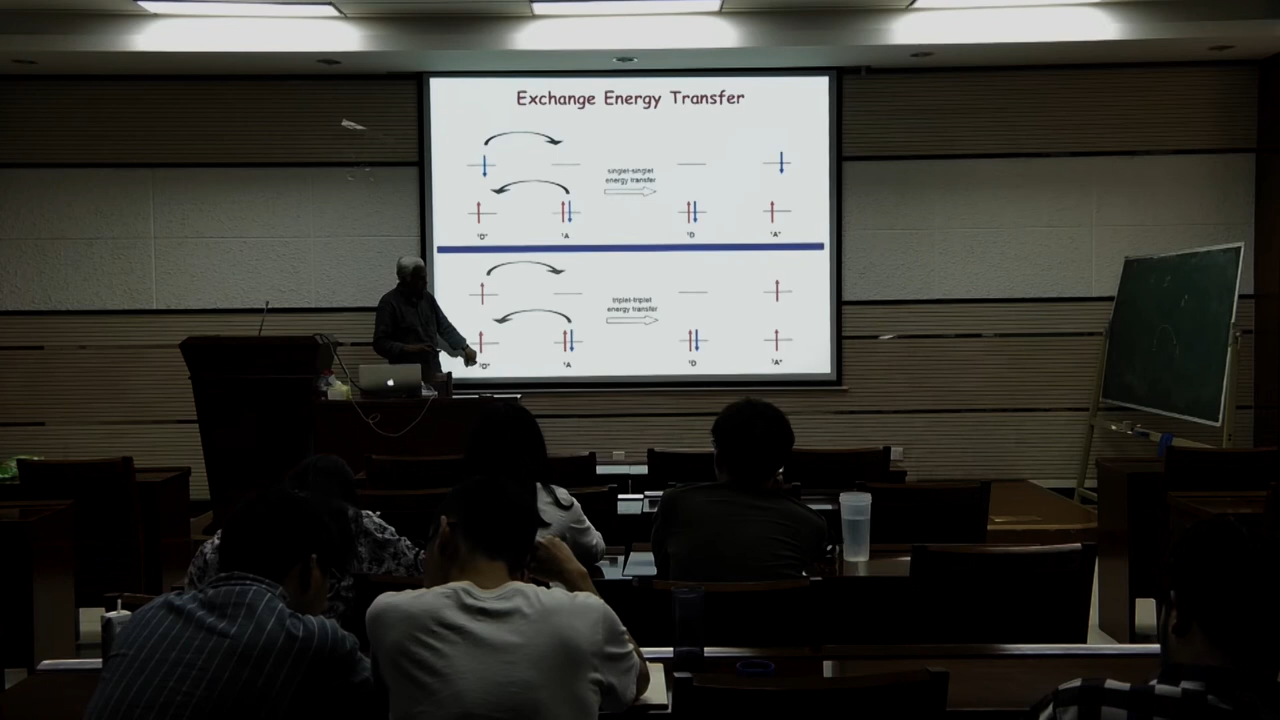 Exchange Energy Transfer
singlet-singlet
energy transfer
¹D* ¹A ¹D ¹A*
triplet-triplet
energy transfer
³D* ¹A ¹D ³A*